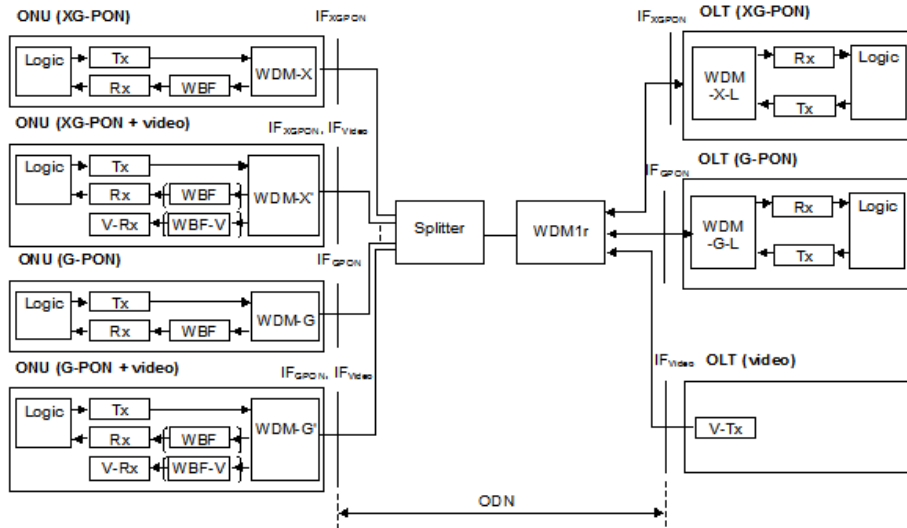 ONU (XG-PON)
Logic
Tx
Rx
WBF
WDM-X
IFXGPON
ONU (XG-PON + video)
IFXGPON, IFVideo
Logic
Tx
Rx
WBF
V-Rx
WBF-V
WDM-X'
ONU (G-PON)
IFGPON
Logic
Tx
Rx
WBF
WDM-G
ONU (G-PON + video)
IFGPON, IFVideo
Logic
Tx
Rx
WBF
V-Rx
WBF-V
WDM-G'
Splitter
WDM1r
ODN
IFXGPON
OLT (XG-PON)
WDM
-X-L
Rx
Tx
Logic
IFGPON
OLT (G-PON)
WDM
-G-L
Rx
Tx
Logic
IFVideo
OLT (video)
V-Tx